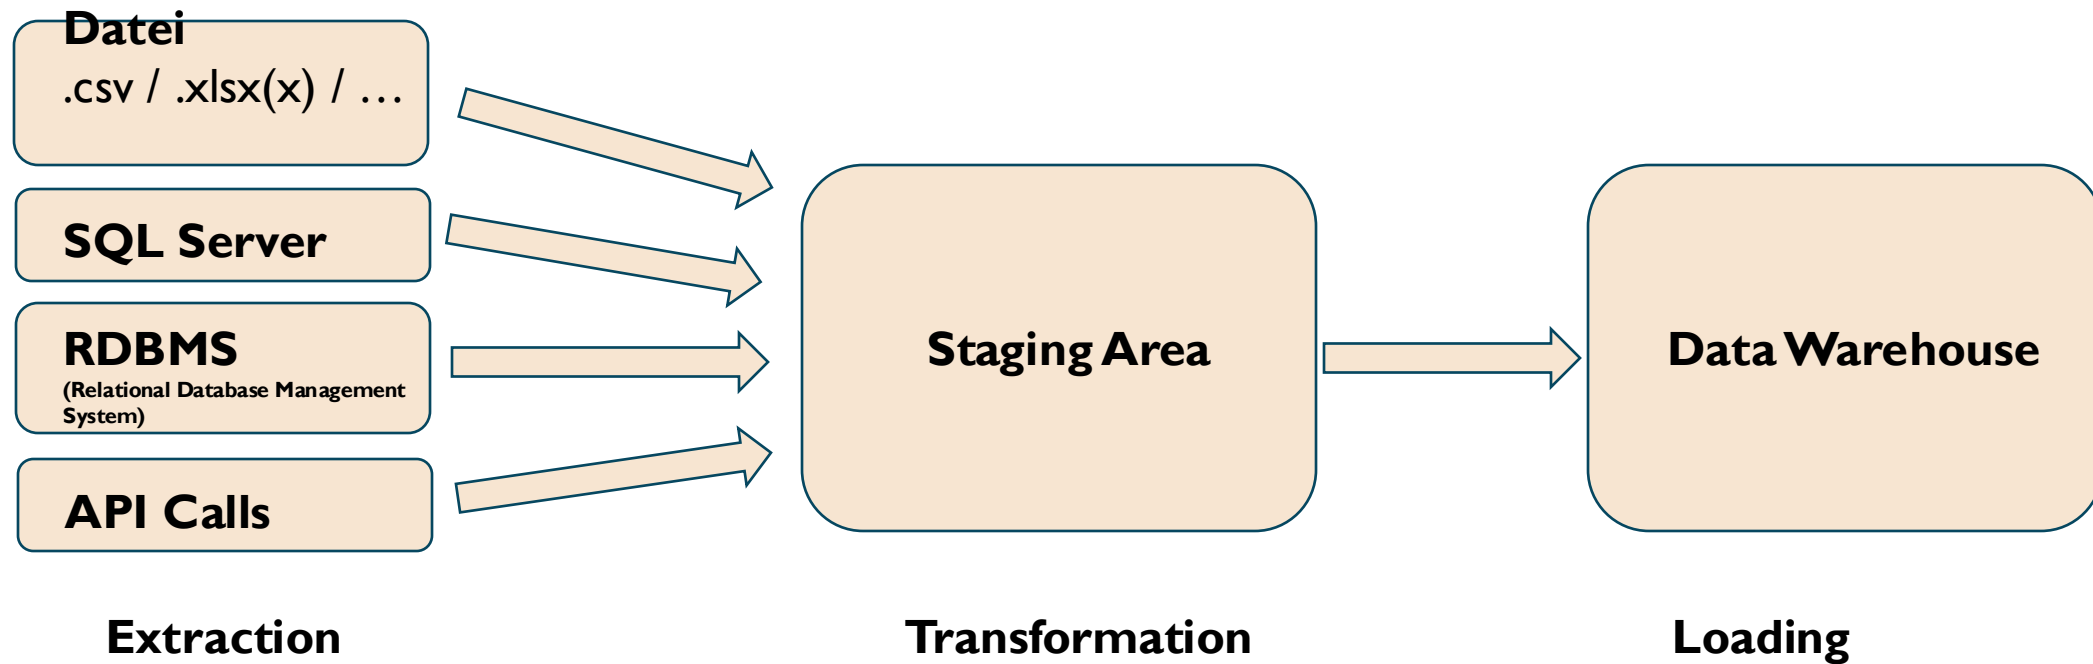 Datei
.csv / .xlsx(x) / …
SQL Server
RDBMS
(Relational Database Management
System)
API Calls
Staging Area
Data Warehouse
Extraction
Transformation
Loading